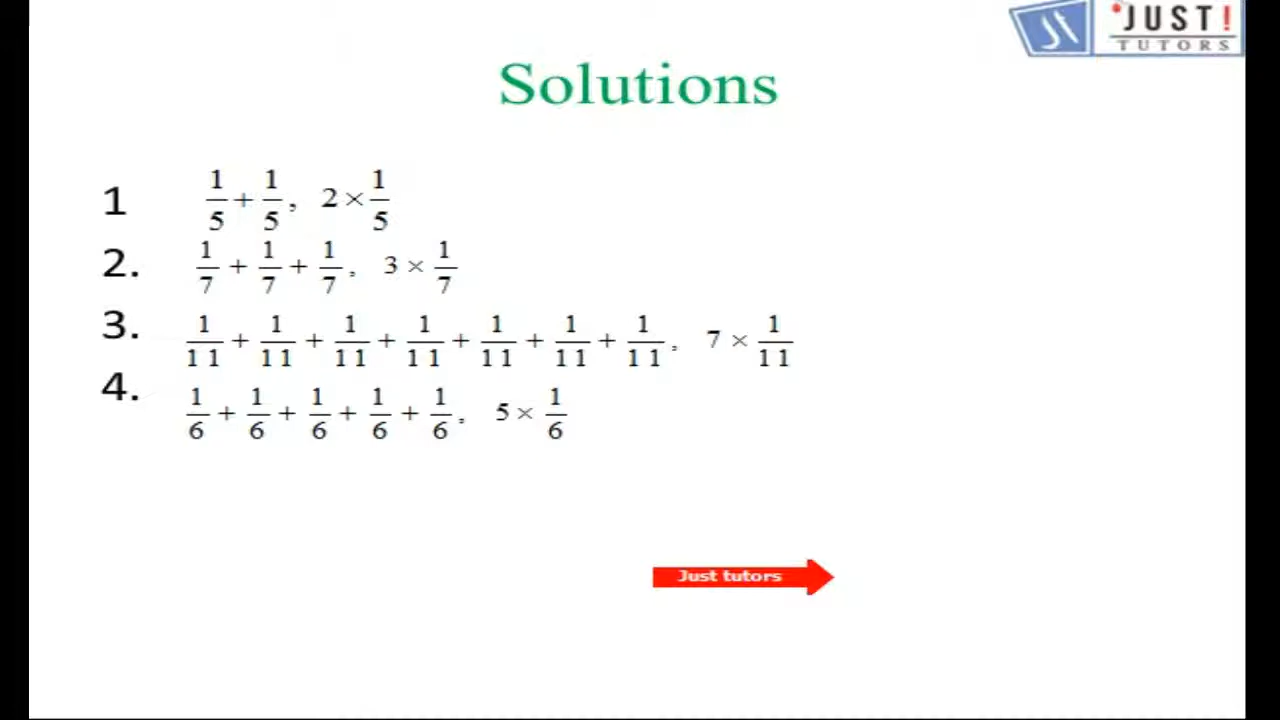 JUST!
TUTORS
Solutions
1 1/5 + 1/5, 2 × 1/5
2. 1/7 + 1/7 + 1/7, 3 × 1/7
3. 1/11 + 1/11 + 1/11 + 1/11 + 1/11 + 1/11 + 1/11, 7 × 1/11
4. 1/6 + 1/6 + 1/6 + 1/6 + 1/6, 5 × 1/6
Just tutors